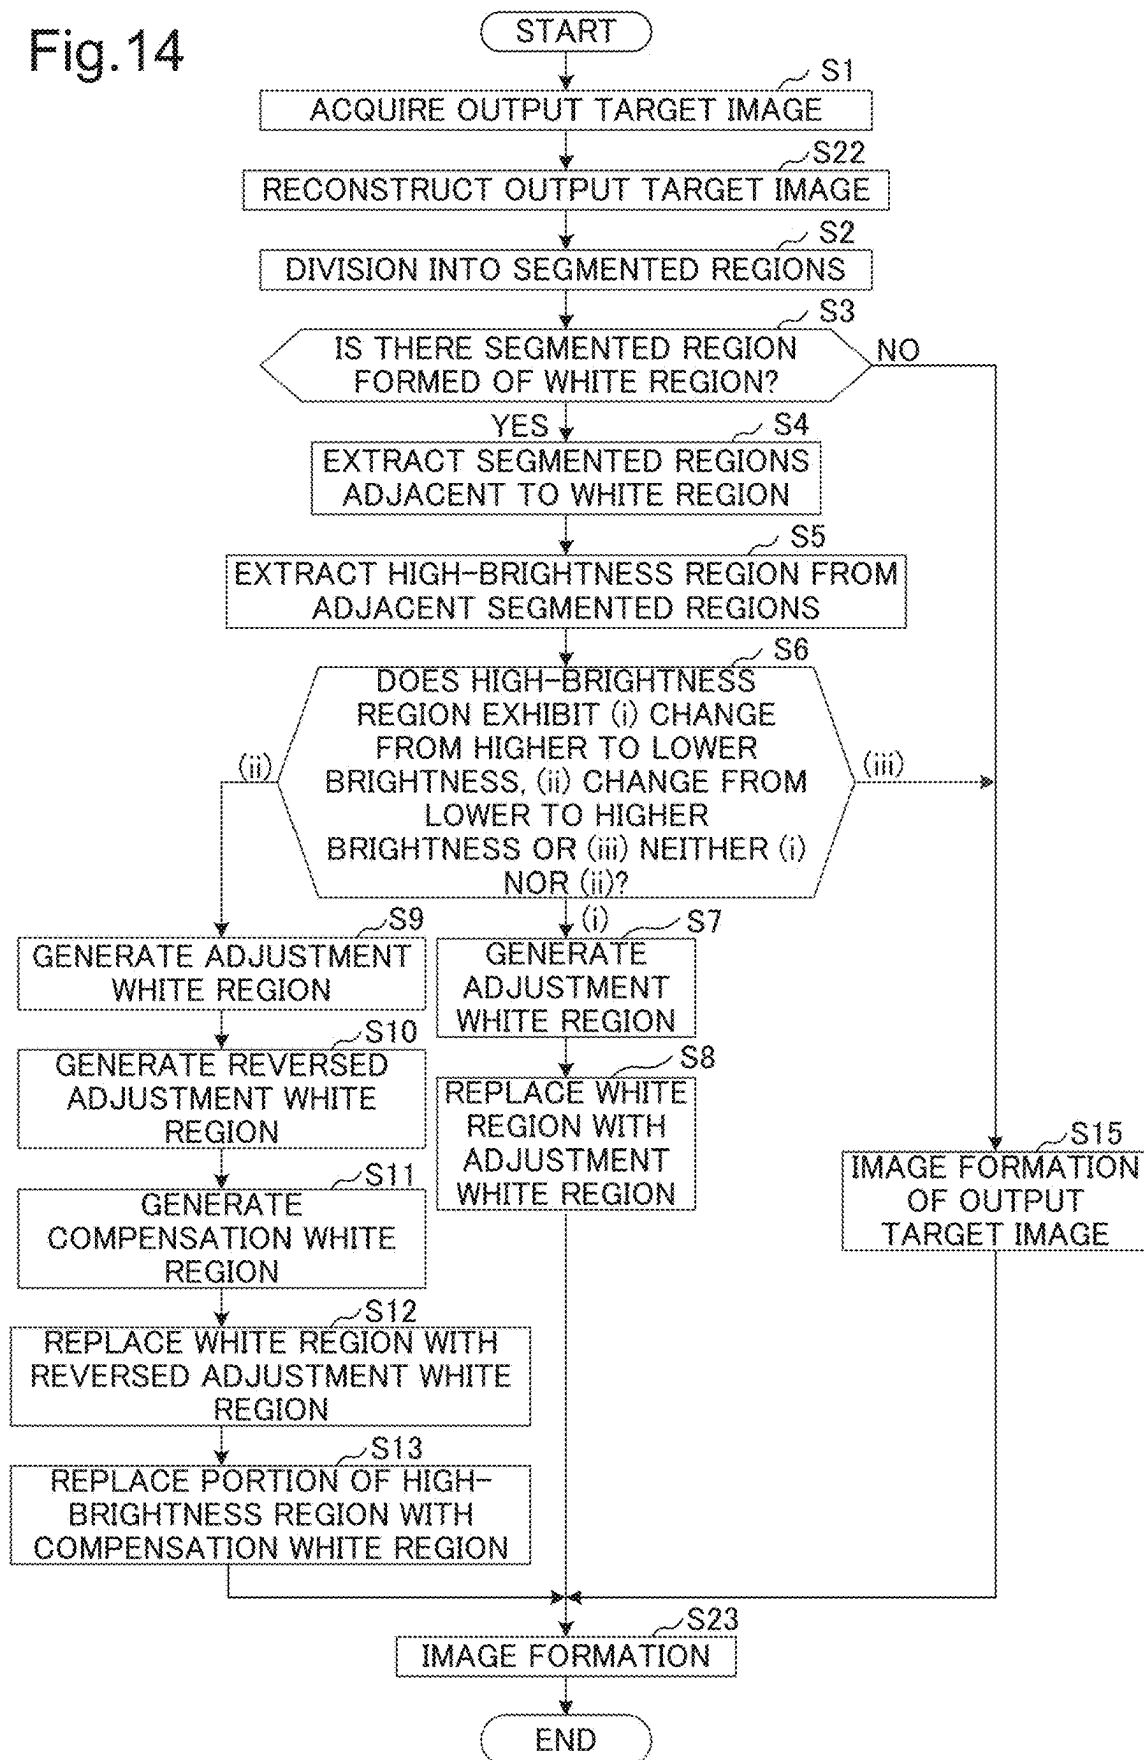 Fig.14
START
S1
ACQUIRE OUTPUT TARGET IMAGE
S22
RECONSTRUCT OUTPUT TARGET IMAGE
S2
DIVISION INTO SEGMENTED REGIONS
S3
IS THERE SEGMENTED REGION
FORMED OF WHITE REGION?
NO
YES
S4
EXTRACT SEGMENTED REGIONS
ADJACENT TO WHITE REGION
S5
EXTRACT HIGH-BRIGHTNESS REGION FROM
ADJACENT SEGMENTED REGIONS
S6
DOES HIGH-BRIGHTNESS
REGION EXHIBIT (i) CHANGE
FROM HIGHER TO LOWER
BRIGHTNESS, (ii) CHANGE FROM
LOWER TO HIGHER
BRIGHTNESS OR (iii) NEITHER (i)
NOR (ii)?
(ii)
(iii)
(i)
S9
GENERATE ADJUSTMENT
WHITE REGION
S10
GENERATE REVERSED
ADJUSTMENT WHITE
REGION
S11
GENERATE
COMPENSATION WHITE
REGION
S12
REPLACE WHITE REGION WITH
REVERSED ADJUSTMENT WHITE
REGION
S13
REPLACE PORTION OF HIGH-
BRIGHTNESS REGION WITH
COMPENSATION WHITE REGION
S7
GENERATE
ADJUSTMENT
WHITE REGION
S8
REPLACE WHITE
REGION WITH
ADJUSTMENT
WHITE REGION
S15
IMAGE FORMATION
OF OUTPUT
TARGET IMAGE
S23
IMAGE FORMATION
END